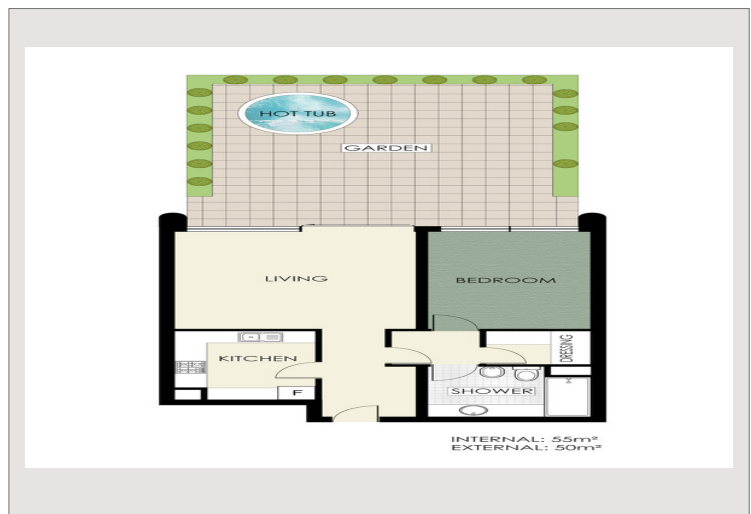 HOT TUB
GARDEN
LIVING
BEDROOM
KITCHEN
DRESSING
F
SHOWER
INTERNAL: 55m²
EXTERNAL: 50m²